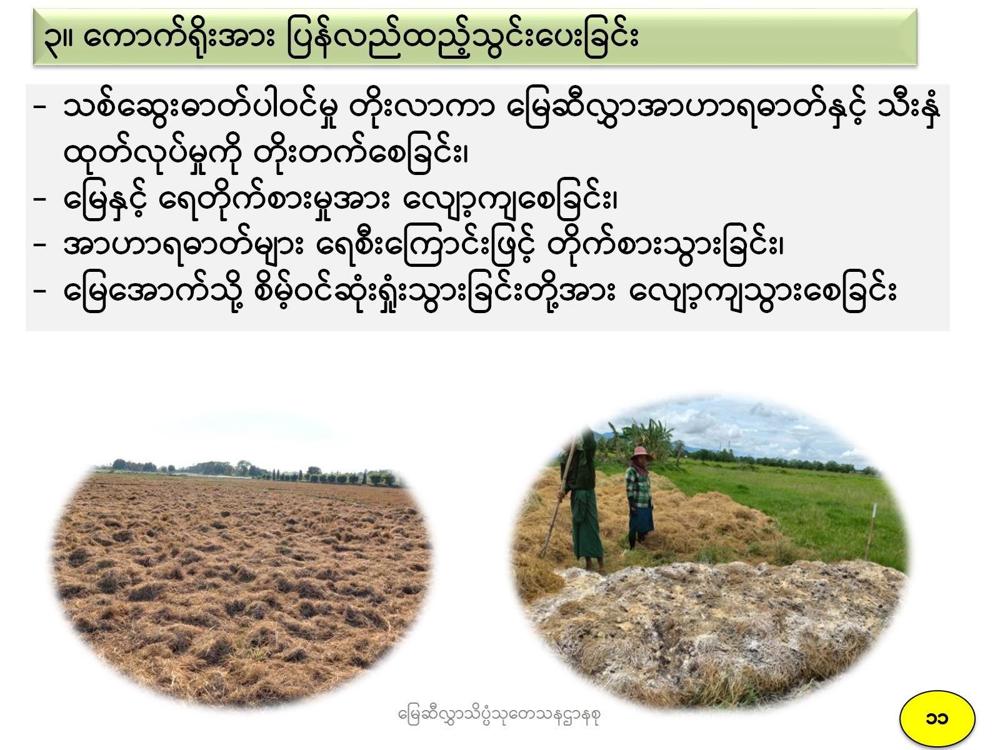 ၃။ ကောက်ရိုးအား ပြန်လည်ထည့်သွင်းပေးခြင်း
- သစ်ဆွေးဓာတ်ပါဝင်မှု တိုးလာကာ မြေဆီလွှာအာဟာရဓာတ်နှင့် သီးနှံ
ထုတ်လုပ်မှုကို တိုးတက်စေခြင်း၊
- မြေနှင့် ရေတိုက်စားမှုအား လျော့ကျစေခြင်း၊
- အာဟာရဓာတ်များ ရေစီးကြောင်းဖြင့် တိုက်စားသွားခြင်း၊
- မြေအောက်သို့ စိမ့်ဝင်ဆုံးရှုံးသွားခြင်းတို့အား လျော့ကျသွားစေခြင်း
မြေဆီလွှာသိပ္ပံသုတေသနဌာနစု
၁၁